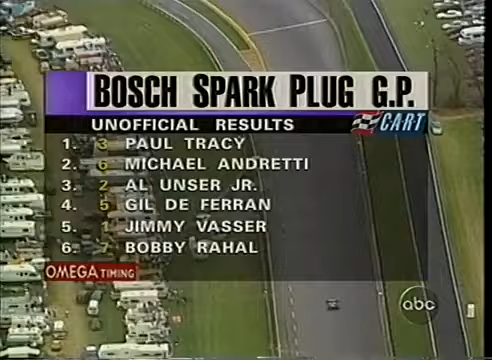 BOSCH SPARK PLUG G.P.
UNOFFICIAL RESULTS CART
1. 3 PAUL TRACY
2. 6 MICHAEL ANDRETTI
3. 2 AL UNSER JR.
4. 5 GIL DE FERRAN
5. 1 JIMMY VASSER
6. 7 BOBBY RAHAL
OMEGA TIMING
abc